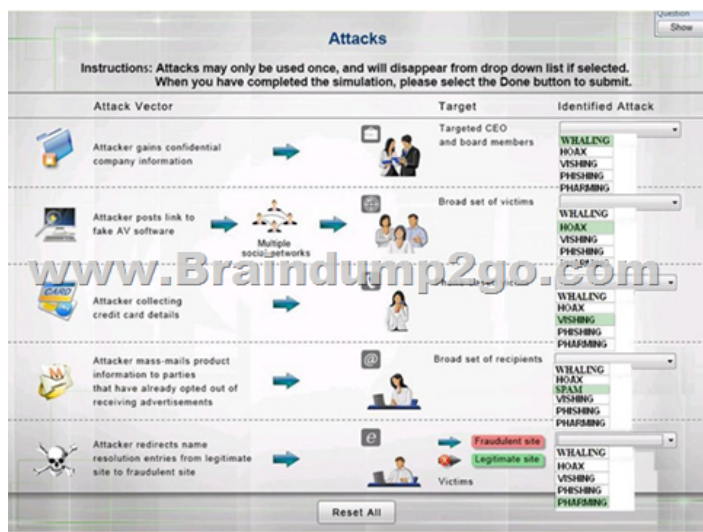 Question
Show
Attacks
Instructions: Attacks may only be used once, and will disappear from drop down list if selected.
When you have completed the simulation, please select the Done button to submit.
Attack Vector
Target
Identified Attack
Attacker gains confidential
company information
Targeted CEO
and board members
WHALING
HOAX
VISHING
PHISHING
PHARMING
Attacker posts link to
fake AV software
Multiple
social networks
Broad set of victims
WHALING
HOAX
VISHING
PHISHING
PHARMING
www.Braindump2go.com
CARD
Attacker collecting
credit card details
WHALING
HOAX
VISHING
PHISHING
PHARMING
Attacker mass-mails product
information to parties
that have already opted out of
receiving advertisements
@
Broad set of recipients
WHALING
HOAX
SPAM
VISHING
PHISHING
PHARMING
Attacker redirects name
resolution entries from legitimate
site to fraudulent site
e
Fraudulent site
Legitimate site
Victims
WHALING
HOAX
VISHING
PHISHING
PHARMING
Reset All